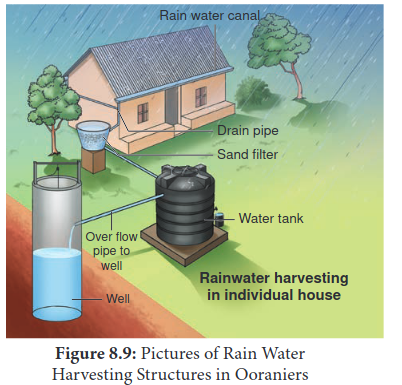 Rain water canal
Drain pipe
Sand filter
Water tank
Over flow
pipe to
well
Well
Rainwater harvesting
in individual house
Figure 8.9: Pictures of Rain Water
Harvesting Structures in Ooraniers